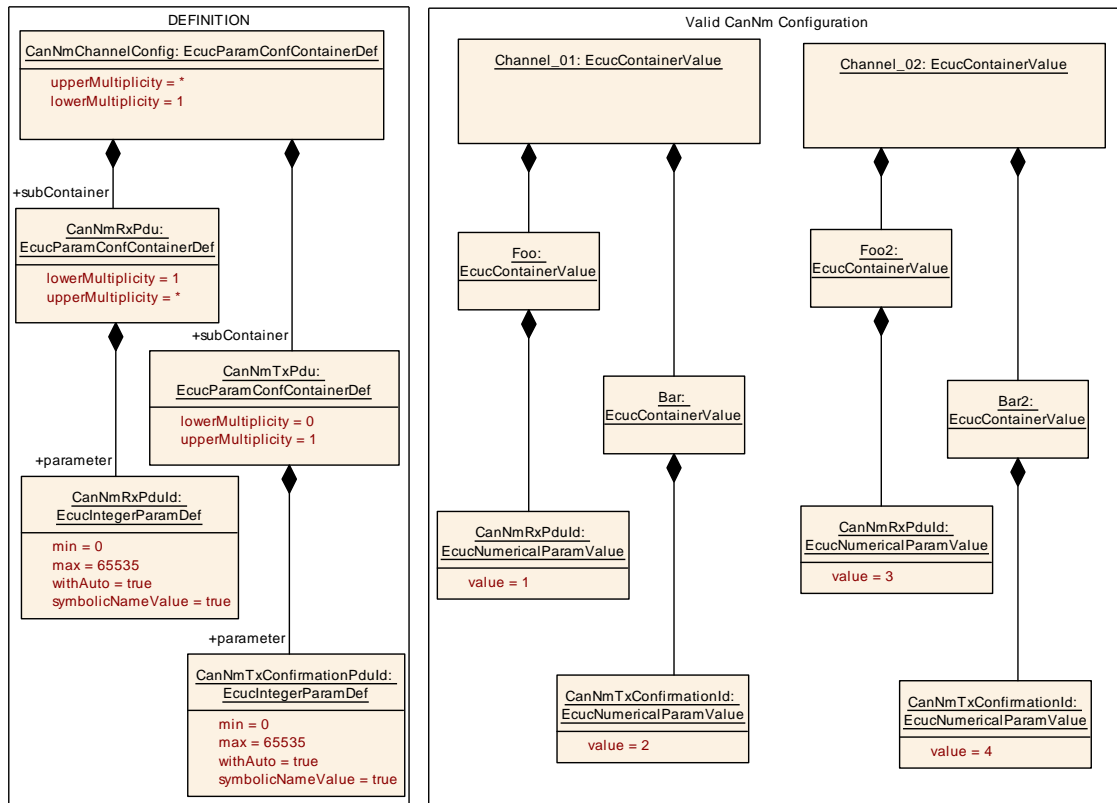 DEFINITION
CanNmChannelConfig: EcucParamConfContainerDef
upperMultiplicity = *
lowerMultiplicity = 1
+subContainer
CanNmRxPdu:
EcucParamConfContainerDef
lowerMultiplicity = 1
upperMultiplicity = *
+subContainer
CanNmTxPdu:
EcucParamConfContainerDef
lowerMultiplicity = 0
upperMultiplicity = 1
+parameter
CanNmRxPduId:
EcucIntegerParamDef
min = 0
max = 65535
withAuto = true
symbolicNameValue = true
+parameter
CanNmTxConfirmationPduId:
EcucIntegerParamDef
min = 0
max = 65535
withAuto = true
symbolicNameValue = true
Valid CanNm Configuration
Channel_01: EcucContainerValue
Foo:
EcucContainerValue
Bar:
EcucContainerValue
CanNmRxPduId:
EcucNumericalParamValue
value = 1
CanNmTxConfirmationId:
EcucNumericalParamValue
value = 2
Channel_02: EcucContainerValue
Foo2:
EcucContainerValue
Bar2:
EcucContainerValue
CanNmRxPduId:
EcucNumericalParamValue
value = 3
CanNmTxConfirmationId:
EcucNumericalParamValue
value = 4